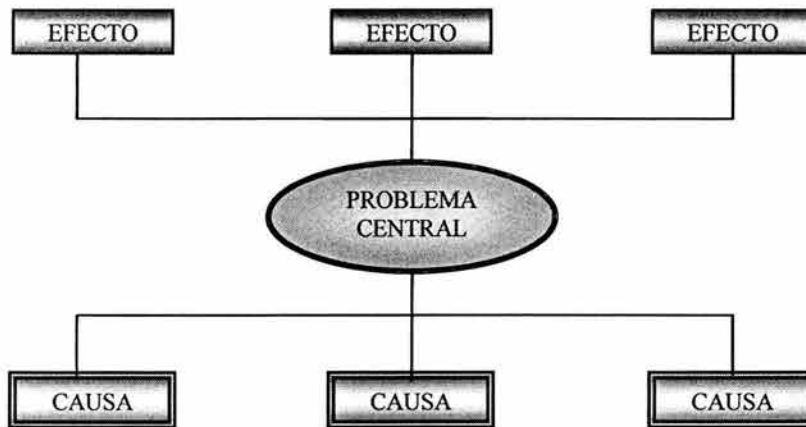 EFECTO
EFECTO
EFECTO
PROBLEMA
CENTRAL
CAUSA
CAUSA
CAUSA